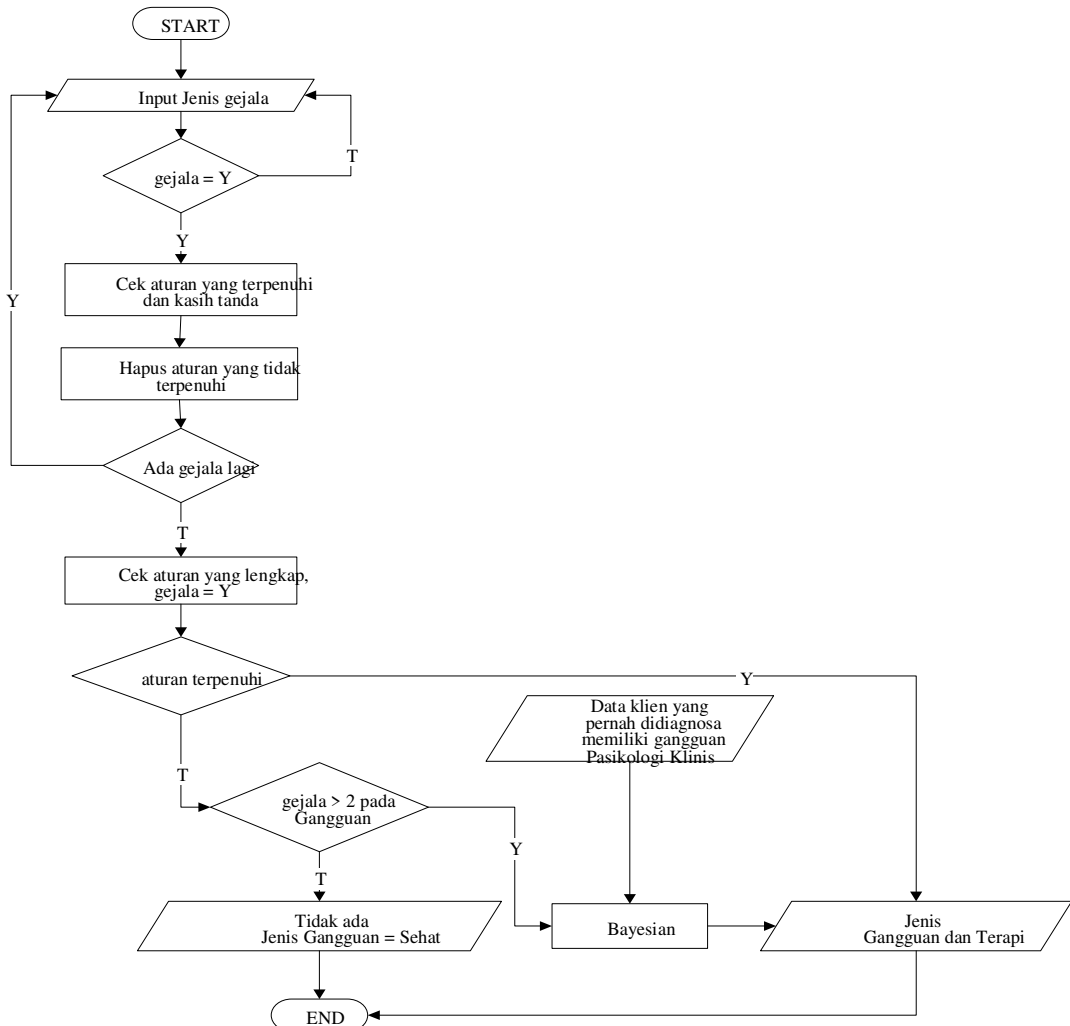 START
Input Jenis gejala
T
gejala = Y
Y
Cek aturan yang terpenuhi
dan kasih tanda
Y
Hapus aturan yang tidak
terpenuhi
Ada gejala lagi
T
Cek aturan yang lengkap,
gejala = Y
aturan terpenuhi
Y
Data klien yang
pernah didiagnosa
memiliki gangguan
Pasikologi Klinis
T
gejala > 2 pada
Gangguan
Y
T
Tidak ada
Jenis Gangguan = Sehat
Bayesian
Jenis
Gangguan dan Terapi
END